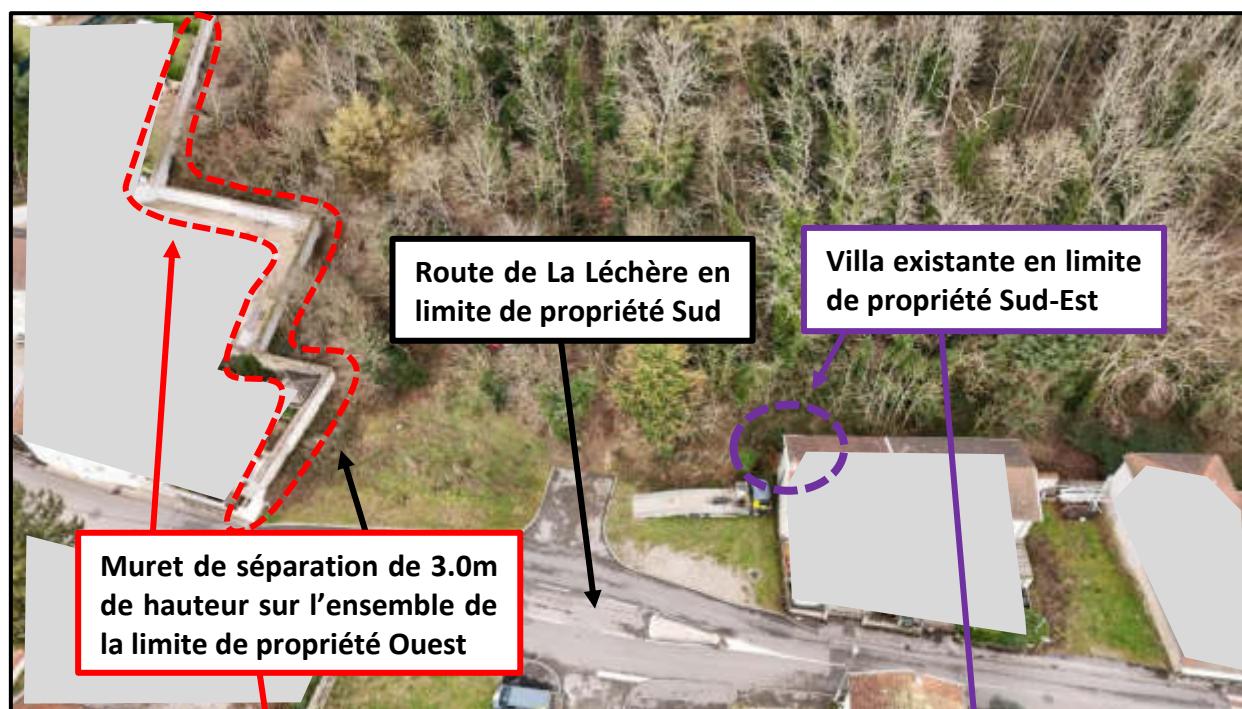 Route de La Léchère en
limite de propriété Sud
Villa existante en limite
de propriété Sud-Est
Muret de séparation de 3.0m
de hauteur sur l’ensemble de
la limite de propriété Ouest